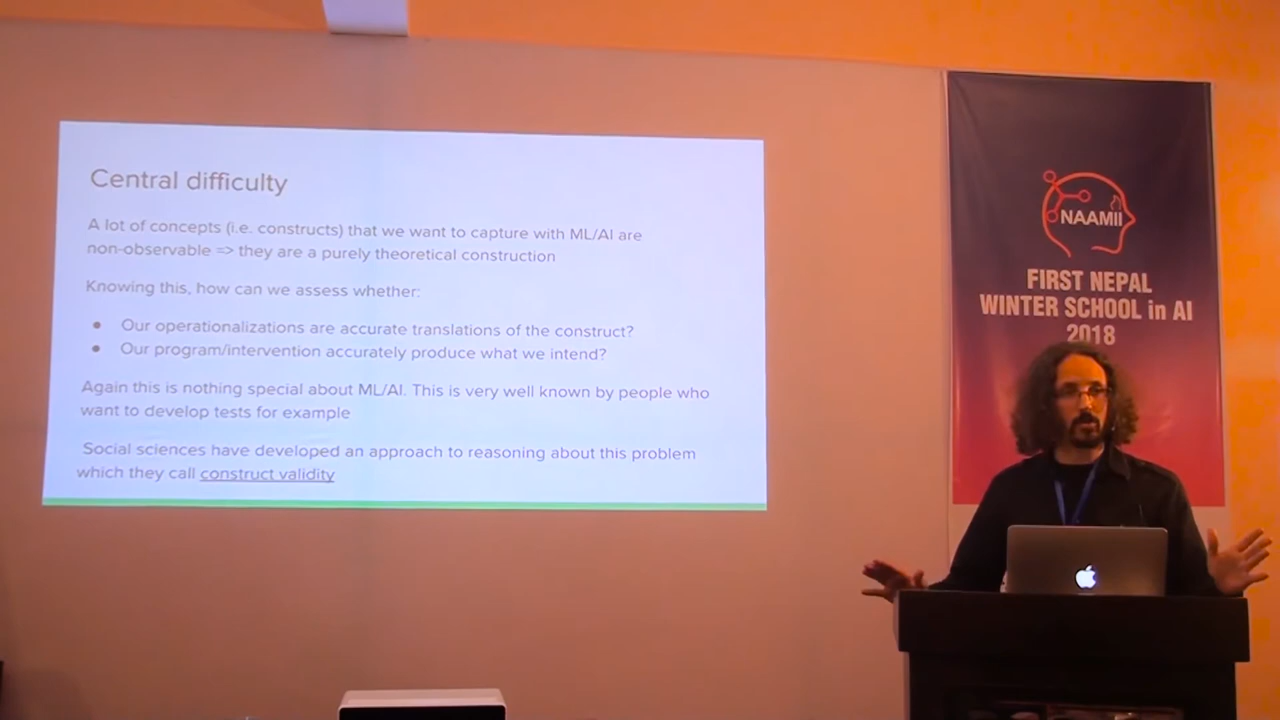 Central difficulty
A lot of concepts (i.e. constructs) that we want to capture with ML/AI are
non-observable => they are a purely theoretical construction
Knowing this, how can we assess whether:
● Our operationalizations are accurate translations of the construct?
● Our program/intervention accurately produce what we intend?
Again this is nothing special about ML/AI. This is very well known by people who
want to develop tests for example
Social sciences have developed an approach to reasoning about this problem
which they call construct validity
NAAMII
FIRST NEPAL
WINTER SCHOOL in AI
2018